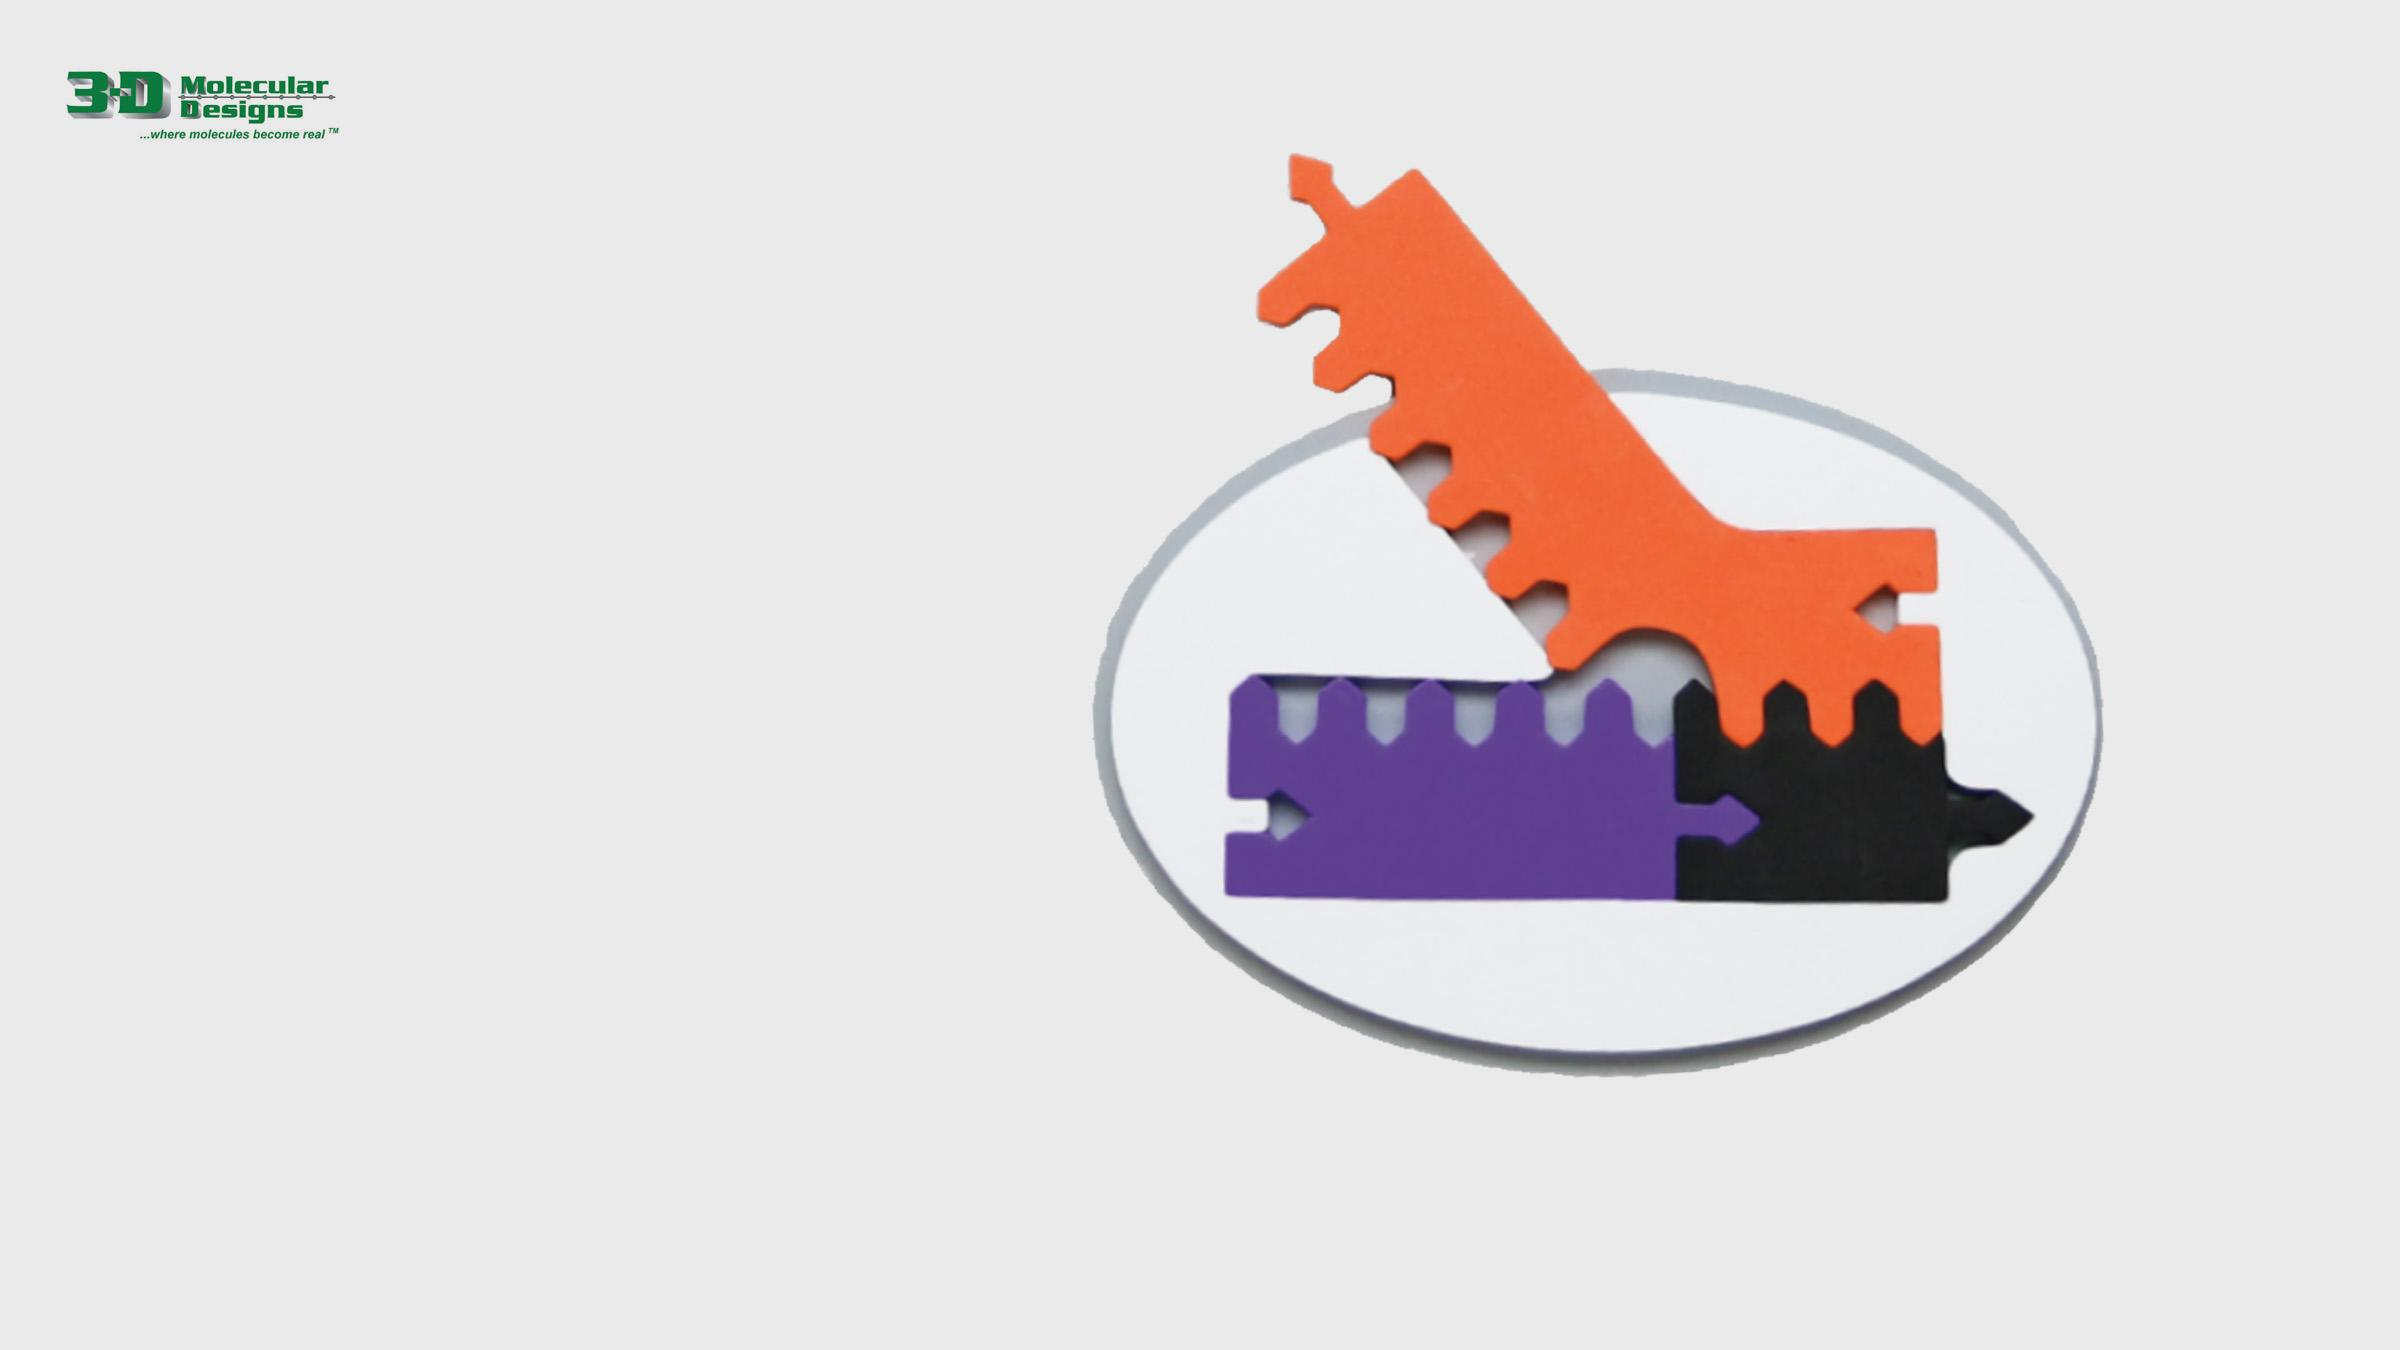 3-D Molecular
Designs
...where molecules become real ™